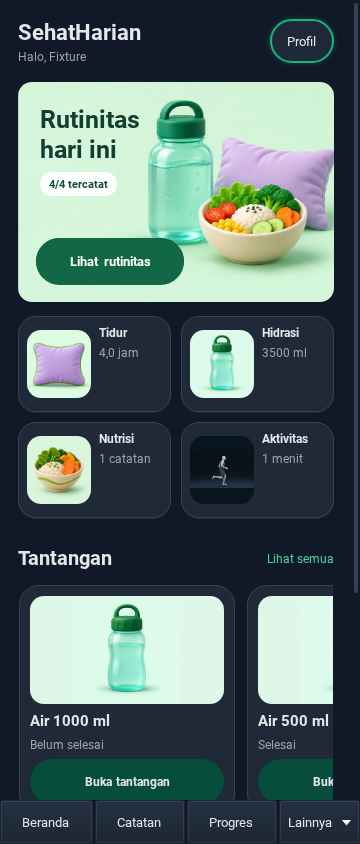 SehatHarian
Halo, Fixture
Profil
Rutinitas
hari ini
4/4 tercatat
Lihat rutinitas
Tidur
4,0 jam
Hidrasi
3500 ml
Nutrisi
1 catatan
Aktivitas
1 menit
Tantangan
Lihat semua
Air 1000 ml
Belum selesai
Buka tantangan
Air 500 ml
Selesai
Buk
Beranda
Catatan
Progres
Lainnya